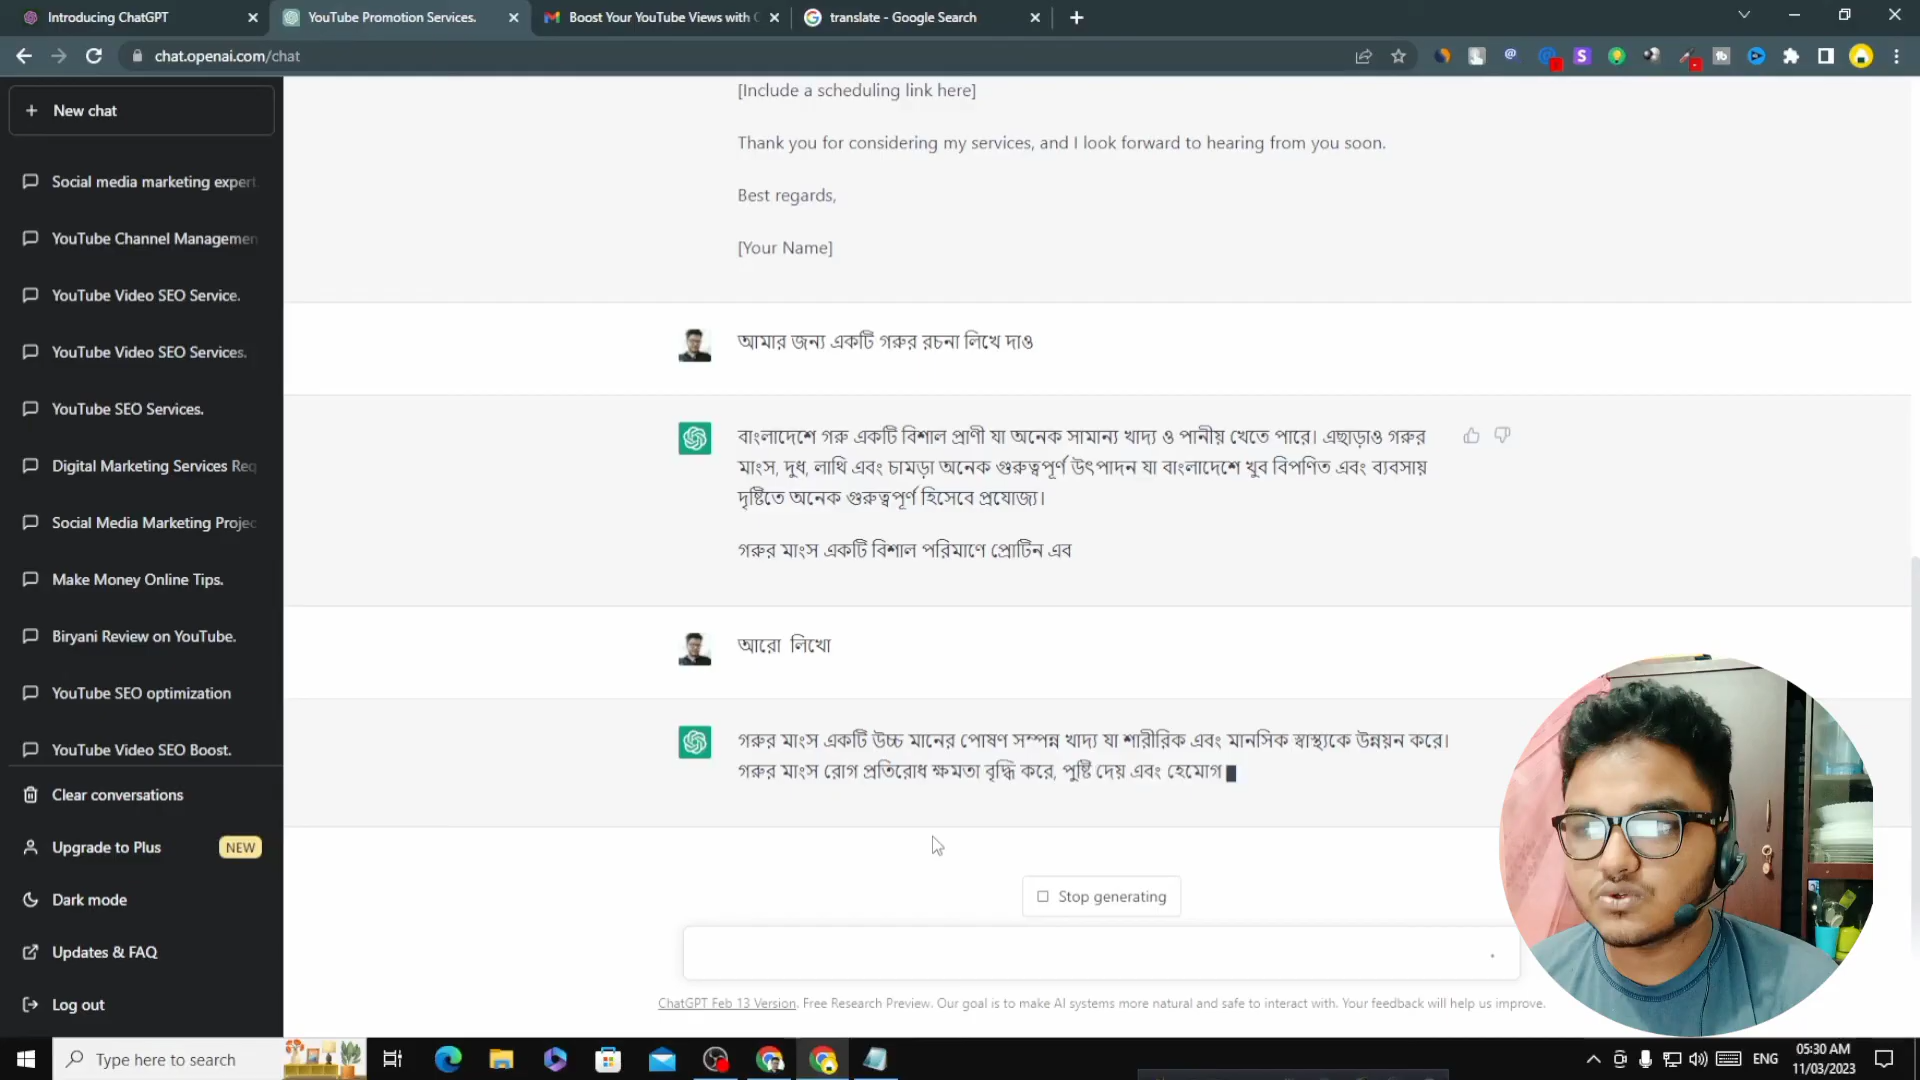 Introducing ChatGPT
YouTube Promotion Services.
Boost Your YouTube Views with
translate - Google Search
chat.openai.com/chat
New chat
Social media marketing expert
YouTube Channel Managemen
YouTube Video SEO Service.
YouTube Video SEO Services.
YouTube SEO Services.
Digital Marketing Services Req
Social Media Marketing Projec
Make Money Online Tips.
Biryani Review on YouTube.
YouTube SEO optimization
YouTube Video SEO Boost.
Clear conversations
Upgrade to Plus NEW
Dark mode
Updates & FAQ
Log out
[Include a scheduling link here]
Thank you for considering my services, and I look forward to hearing from you soon.
Best regards,
[Your Name]
আমার জন্য একটি গরুর রচনা লিখে দাও
বাংলাদেশে গরু একটি বিশাল প্রাণী যা অনেক সামান্য খাদ্য ও পানীয় খেতে পারে। এছাড়াও গরুর
মাংস, দুধ, লাথি এবং চামড়া অনেক গুরুত্বপূর্ণ উৎপাদন যা বাংলাদেশে খুব বিপণিত এবং ব্যবসায়
দৃষ্টিতে অনেক গুরুত্বপূর্ণ হিসেবে প্রযোজ্য।
গরুর মাংস একটি বিশাল পরিমাণে প্রোটিন এব
আরো লিখো
গরুর মাংস একটি উচ্চ মানের পোষণ সম্পন্ন খাদ্য যা শারীরিক এবং মানসিক স্বাস্থ্যকে উন্নয়ন করে।
গরুর মাংস রোগ প্রতিরোধ ক্ষমতা বৃদ্ধি করে, পুষ্টি দেয় এবং হেমোগ
Stop generating
ChatGPT Feb 13 Version. Free Research Preview. Our goal is to make AI systems more natural and safe to interact with. Your feedback will help us improve.
Type here to search
ENG
05:30 AM
11/03/2023